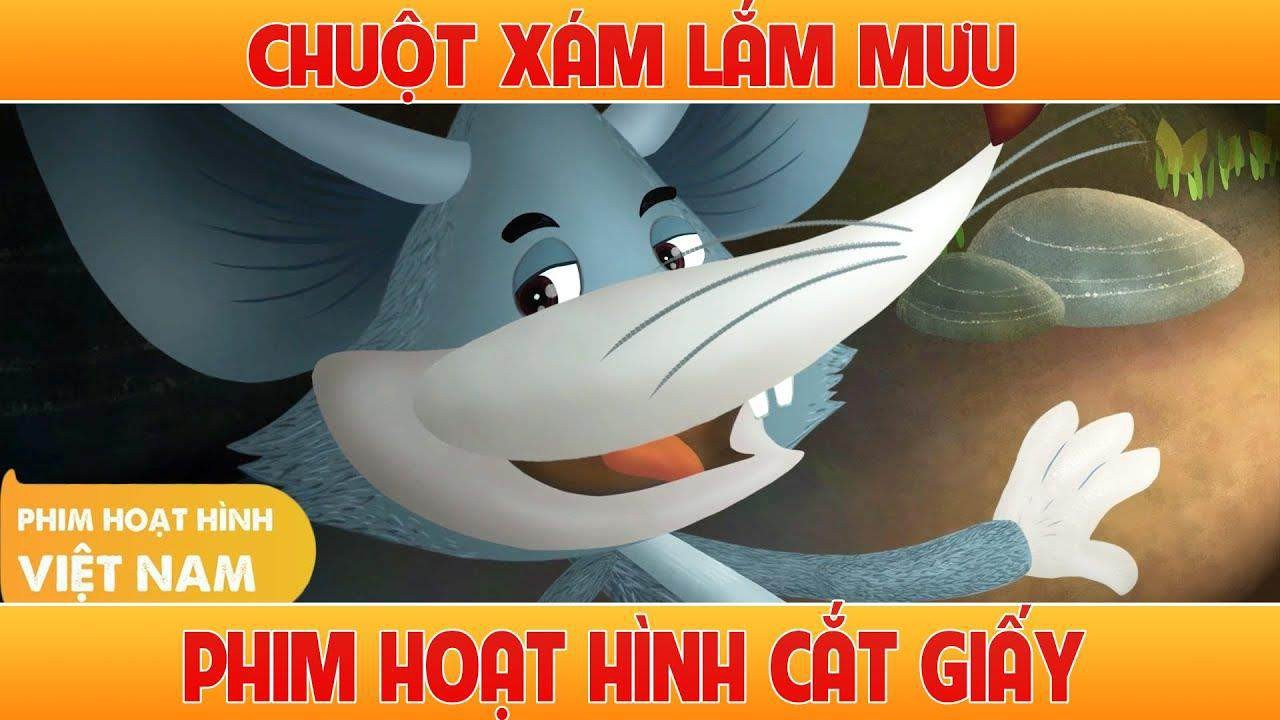 CHUỘT XÁM LẮM MƯU
PHIM HOẠT HÌNH
VIỆT NAM
PHIM HOẠT HÌNH CẮT GIẤY